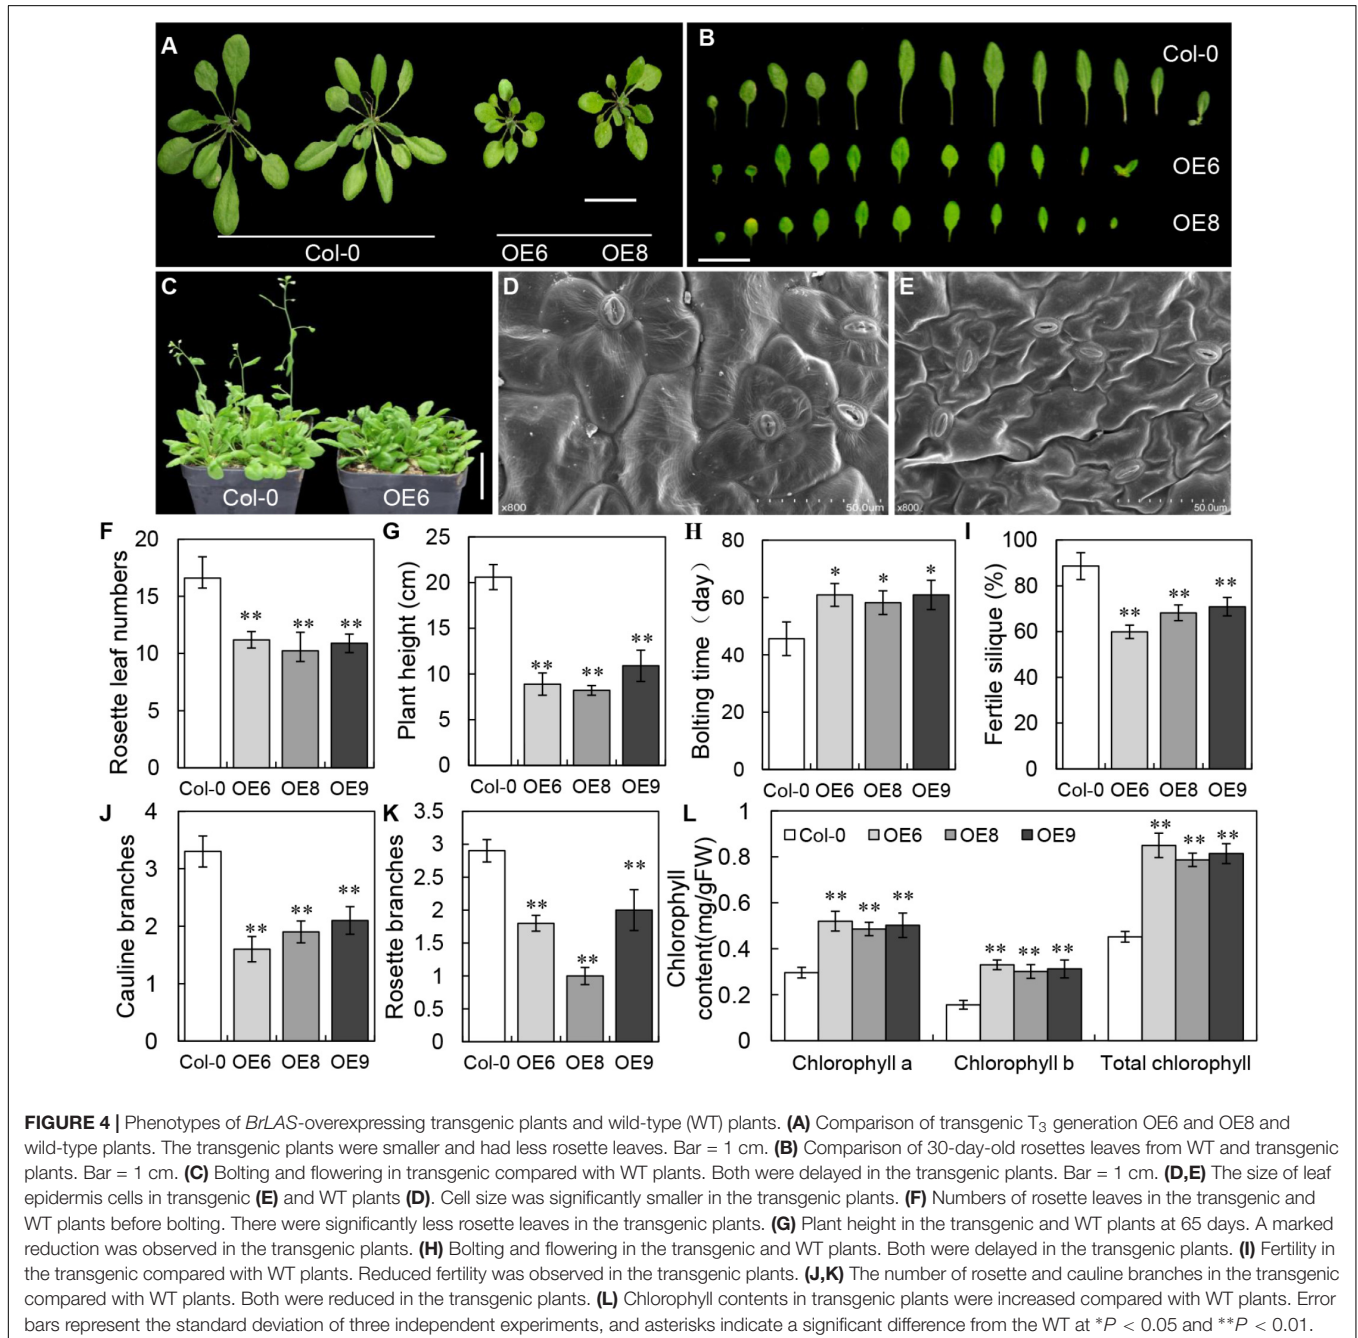 A
Col-0
OE6
OE8
B
Col-0
OE6
OE8
C
Col-0
OE6
D
x800
50.0um
E
x800
50.0um
F
Rosette leaf numbers
20
15
10
5
0
**
**
**
Col-0 OE6 OE8 OE9
G
Plant height (cm)
25
20
15
10
5
0
**
**
**
Col-0 OE6 OE8 OE9
H
Bolting time（day）
80
60
40
20
0
*
*
*
Col-0 OE6 OE8 OE9
I
Fertile silique (%)
100
80
60
40
20
0
**
**
**
Col-0 OE6 OE8 OE9
J
Cauline branches
4
3
2
1
0
**
**
**
Col-0 OE6 OE8 OE9
K
Rosette branches
3.5
3
2.5
2
1.5
1
0.5
0
**
**
**
Col-0 OE6 OE8 OE9
L
Chlorophyll
content(mg/gFW)
1
0.8
0.6
0.4
0.2
0
Col-0 OE6 OE8 OE9
** ** **
** ** **
** ** **
Chlorophyll a Chlorophyll b Total chlorophyll
FIGURE 4 | Phenotypes of BrLAS-overexpressing transgenic plants and wild-type (WT) plants. (A) Comparison of transgenic T3 generation OE6 and OE8 and
wild-type plants. The transgenic plants were smaller and had less rosette leaves. Bar = 1 cm. (B) Comparison of 30-day-old rosettes leaves from WT and transgenic
plants. Bar = 1 cm. (C) Bolting and flowering in transgenic compared with WT plants. Both were delayed in the transgenic plants. Bar = 1 cm. (D,E) The size of leaf
epidermis cells in transgenic (E) and WT plants (D). Cell size was significantly smaller in the transgenic plants. (F) Numbers of rosette leaves in the transgenic and
WT plants before bolting. There were significantly less rosette leaves in the transgenic plants. (G) Plant height in the transgenic and WT plants at 65 days. A marked
reduction was observed in the transgenic plants. (H) Bolting and flowering in the transgenic and WT plants. Both were delayed in the transgenic plants. (I) Fertility in
the transgenic compared with WT plants. Reduced fertility was observed in the transgenic plants. (J,K) The number of rosette and cauline branches in the transgenic
compared with WT plants. Both were reduced in the transgenic plants. (L) Chlorophyll contents in transgenic plants were increased compared with WT plants. Error
bars represent the standard deviation of three independent experiments, and asterisks indicate a significant difference from the WT at *P < 0.05 and **P < 0.01.